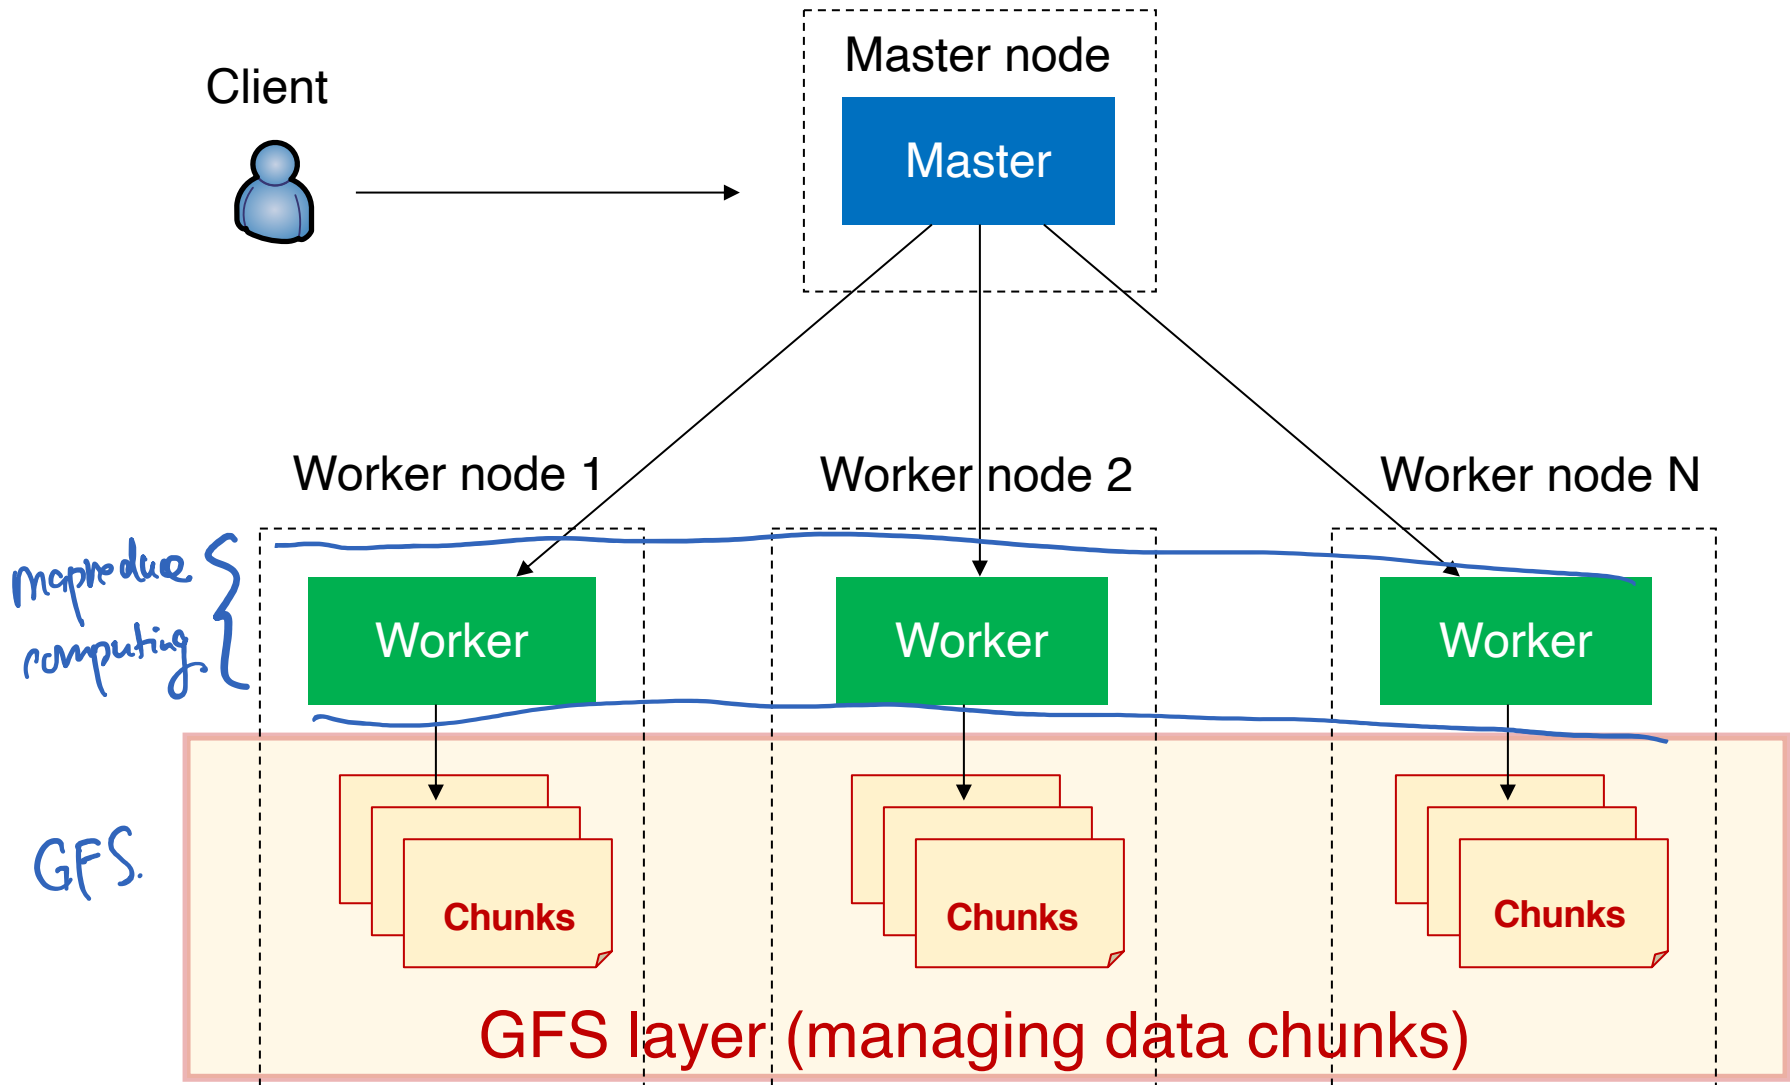 Master node
Client
Master
Worker node 1
Worker node 2
Worker node N
mapreduce
computing
Worker
Worker
Worker
GFS.
Chunks
Chunks
Chunks
GFS layer (managing data chunks)